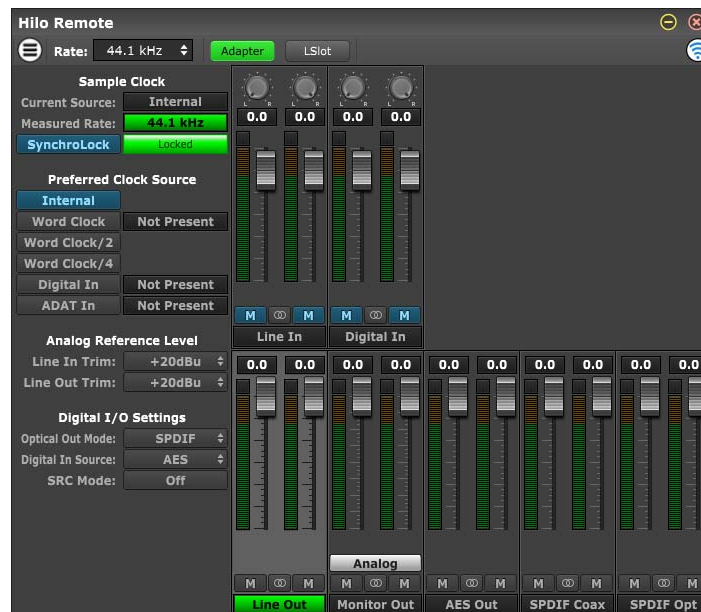 Hilo Remote
Rate: 44.1 kHz Adapter LSlot
Sample Clock
Current Source: Internal
Measured Rate: 44.1 kHz
SynchroLock Locked
Preferred Clock Source
Internal
Word Clock Not Present
Word Clock/2
Word Clock/4
Digital In Not Present
ADAT In Not Present
Analog Reference Level
Line In Trim: +20dBu
Line Out Trim: +20dBu
Digital I/O Settings
Optical Out Mode: SPDIF
Digital In Source: AES
SRC Mode: Off
L R L R L R L R
0.0 0.0 0.0 0.0
M M M M
Line In Digital In
0.0 0.0 0.0 0.0 0.0 0.0 0.0 0.0 0.0 0.0
Analog
M M M M M M M M M M
Line Out Monitor Out AES Out SPDIF Coax SPDIF Opt